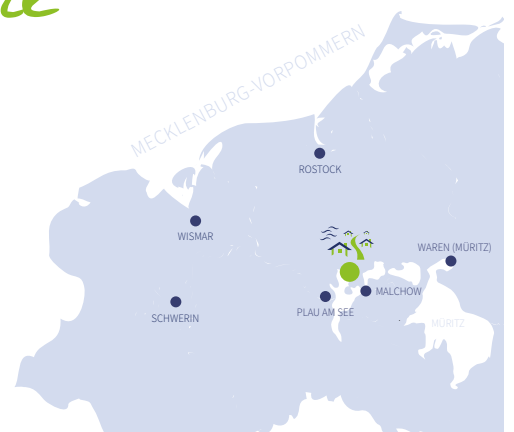 MECKLENBURG-VORPOMMERN
ROSTOCK
WISMAR
WAREN (MÜRITZ)
MALCHOW
SCHWERIN
PLAU AM SEE
MÜRITZ